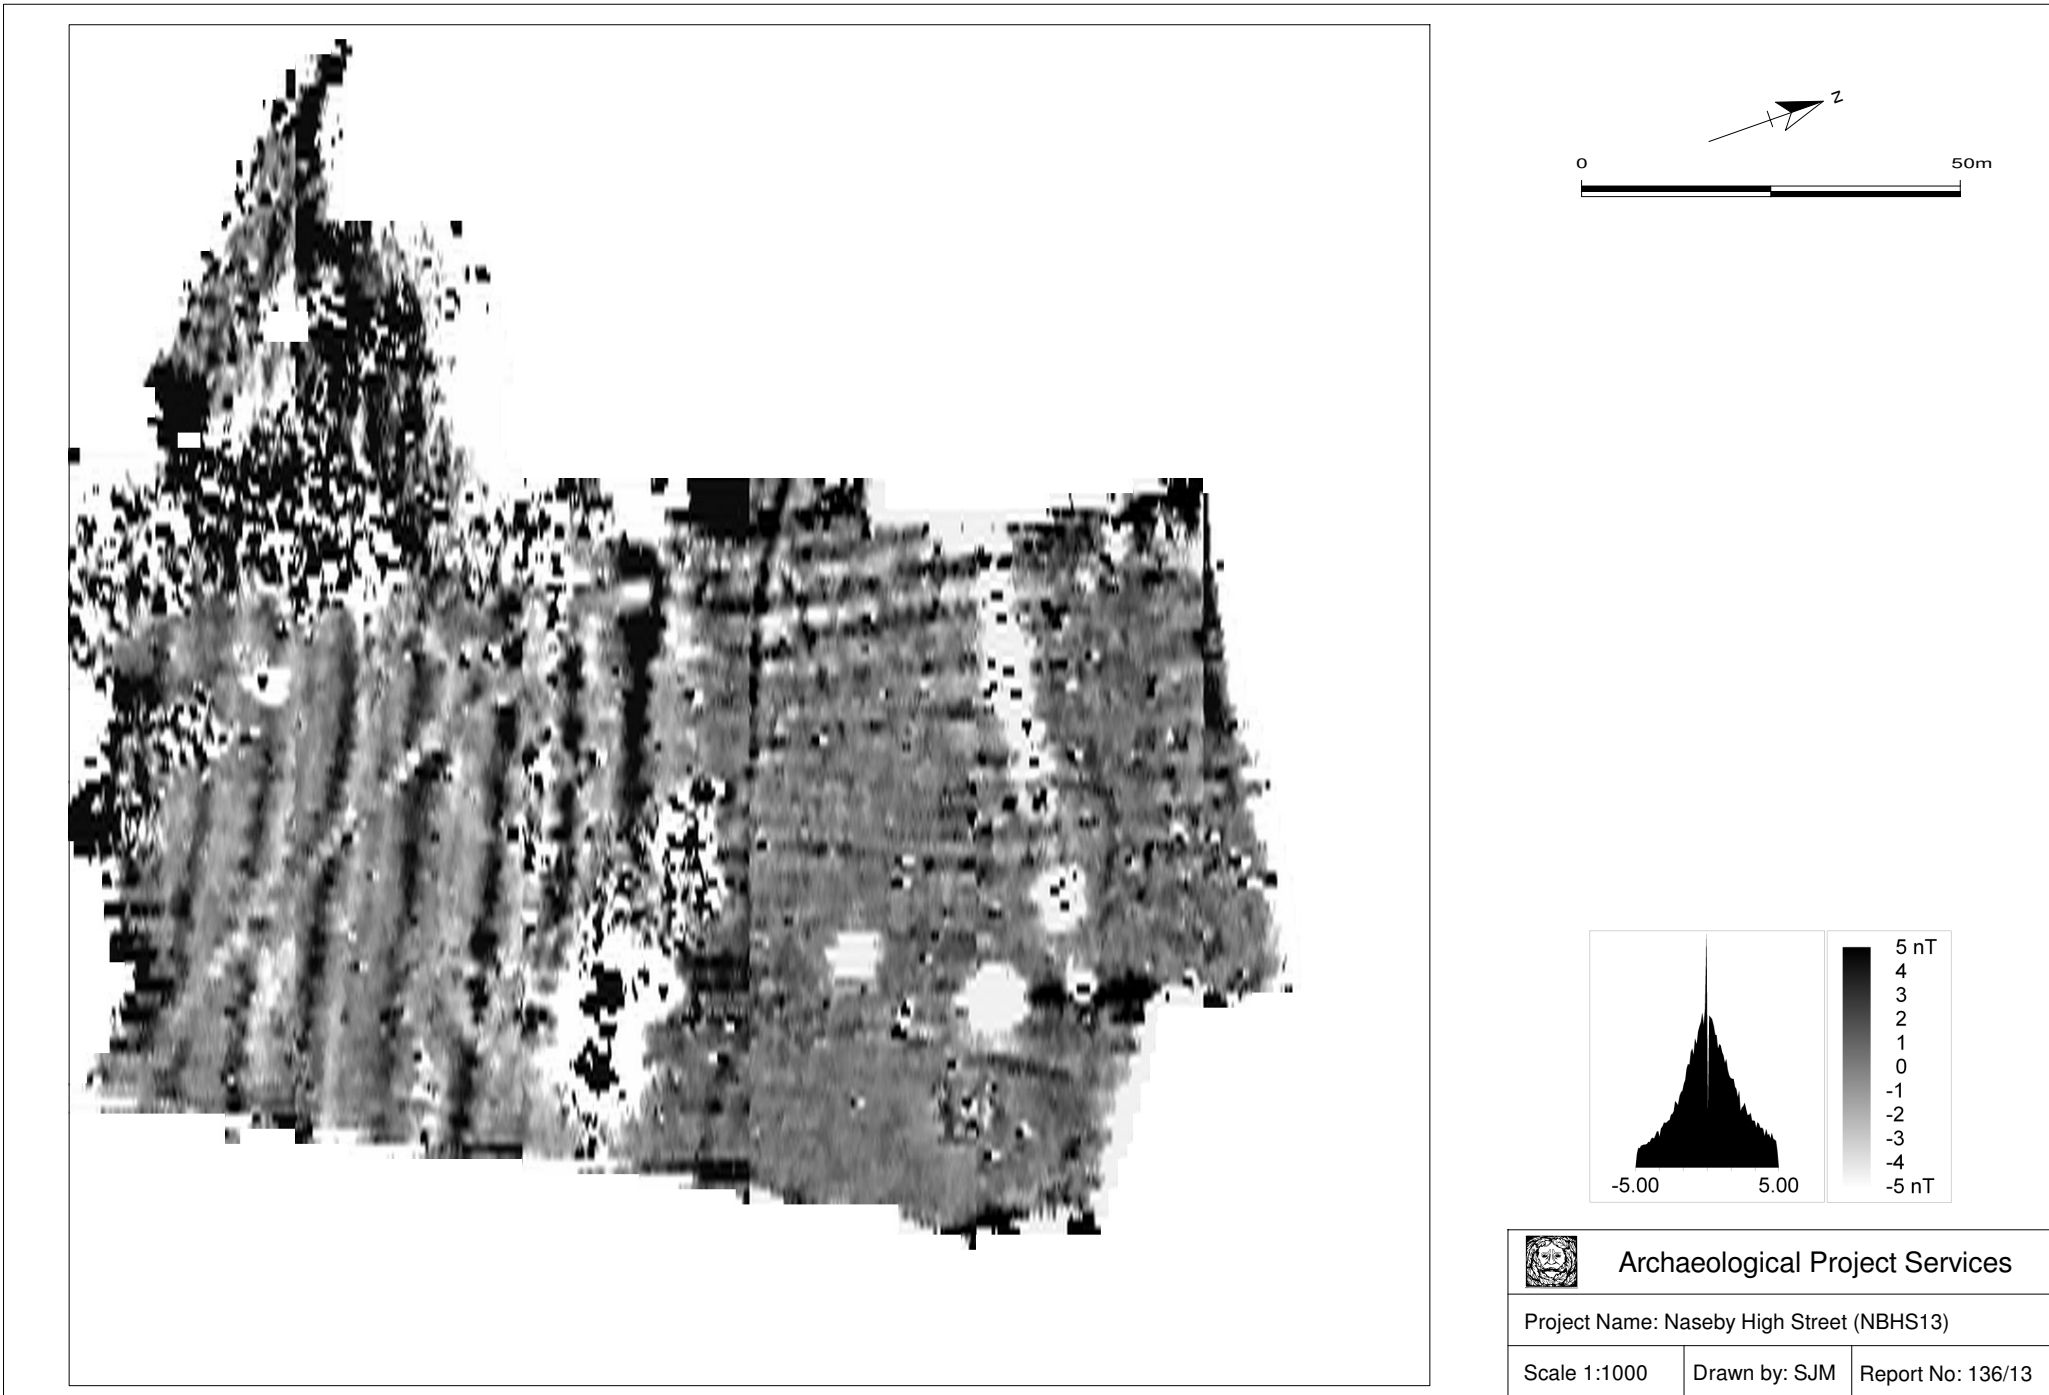 N
0 50m
5 nT
4
3
2
1
0
-1
-2
-3
-4
-5 nT
-5.00 5.00
Archaeological Project Services
Project Name: Naseby High Street (NBHS13)
Scale 1:1000 Drawn by: SJM Report No: 136/13